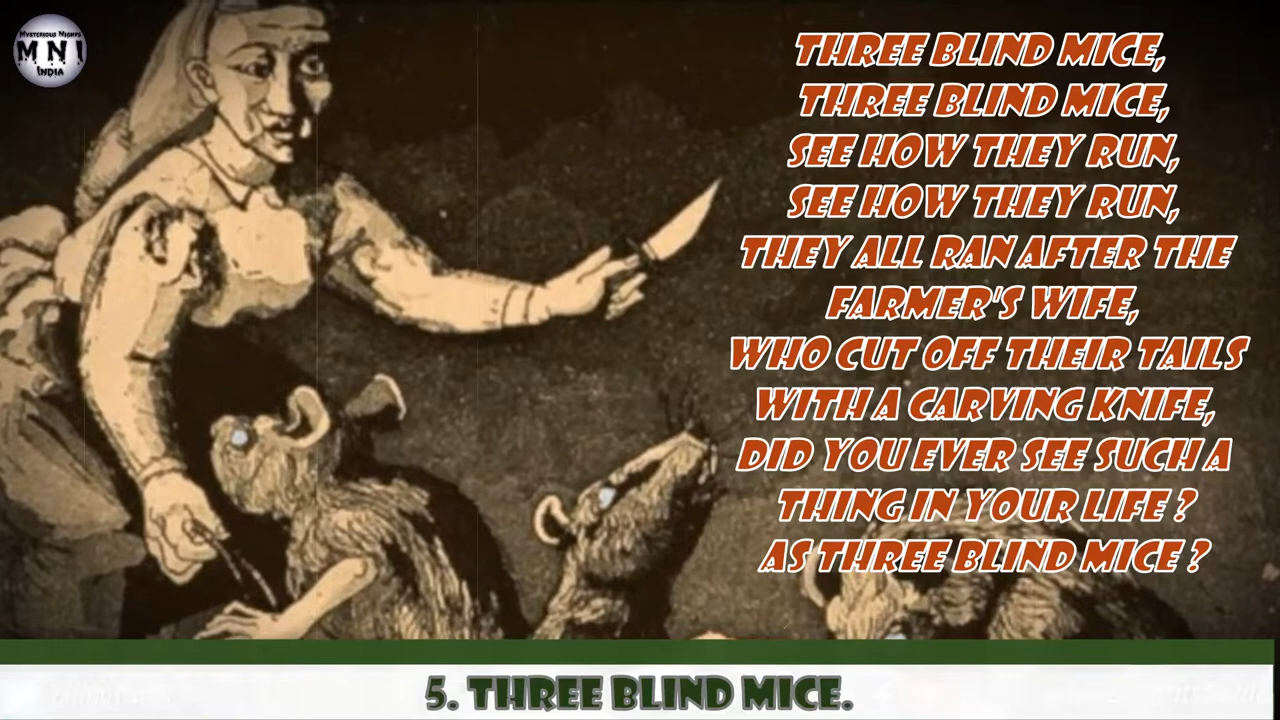 MYSTERIOUS NIGHTS
MNI
INDIA
THREE BLIND MICE,
THREE BLIND MICE,
SEE HOW THEY RUN,
SEE HOW THEY RUN,
THEY ALL RAN AFTER THE
FARMER'S WIFE,
WHO CUT OFF THEIR TAILS
WITH A CARVING KNIFE,
DID YOU EVER SEE SUCH A
THING IN YOUR LIFE ?
AS THREE BLIND MICE ?
5. THREE BLIND MICE.